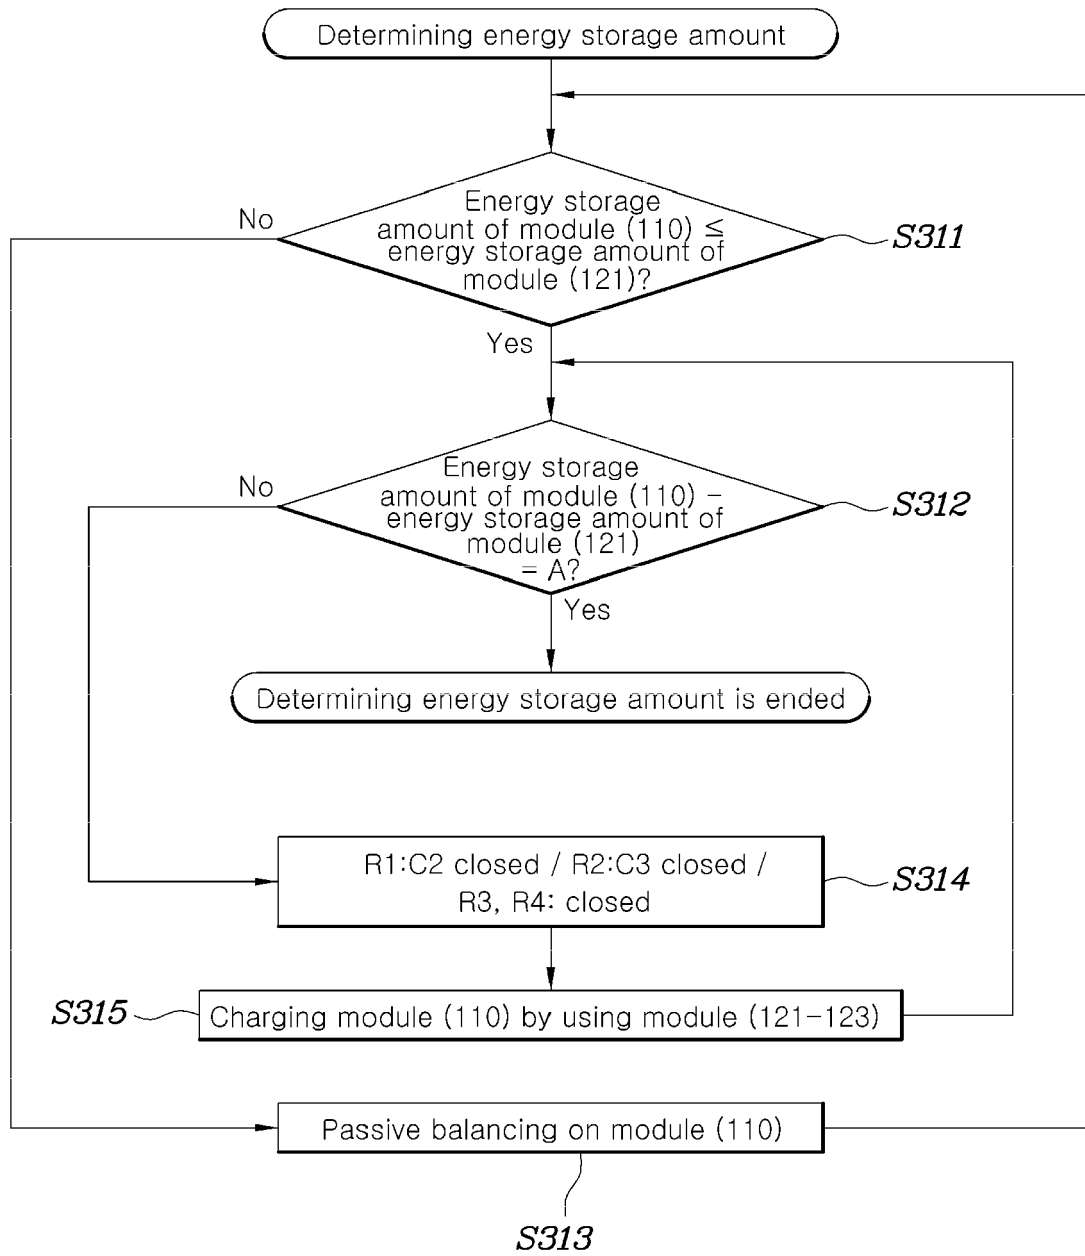 Determining energy storage amount
Energy storage
amount of module (110) ≤
energy storage amount of
module (121)?
No
S311
Yes
Energy storage
amount of module (110) -
energy storage amount of
module (121)
= A?
No
S312
Yes
Determining energy storage amount is ended
R1:C2 closed / R2:C3 closed /
R3, R4: closed
S314
S315
Charging module (110) by using module (121-123)
Passive balancing on module (110)
S313